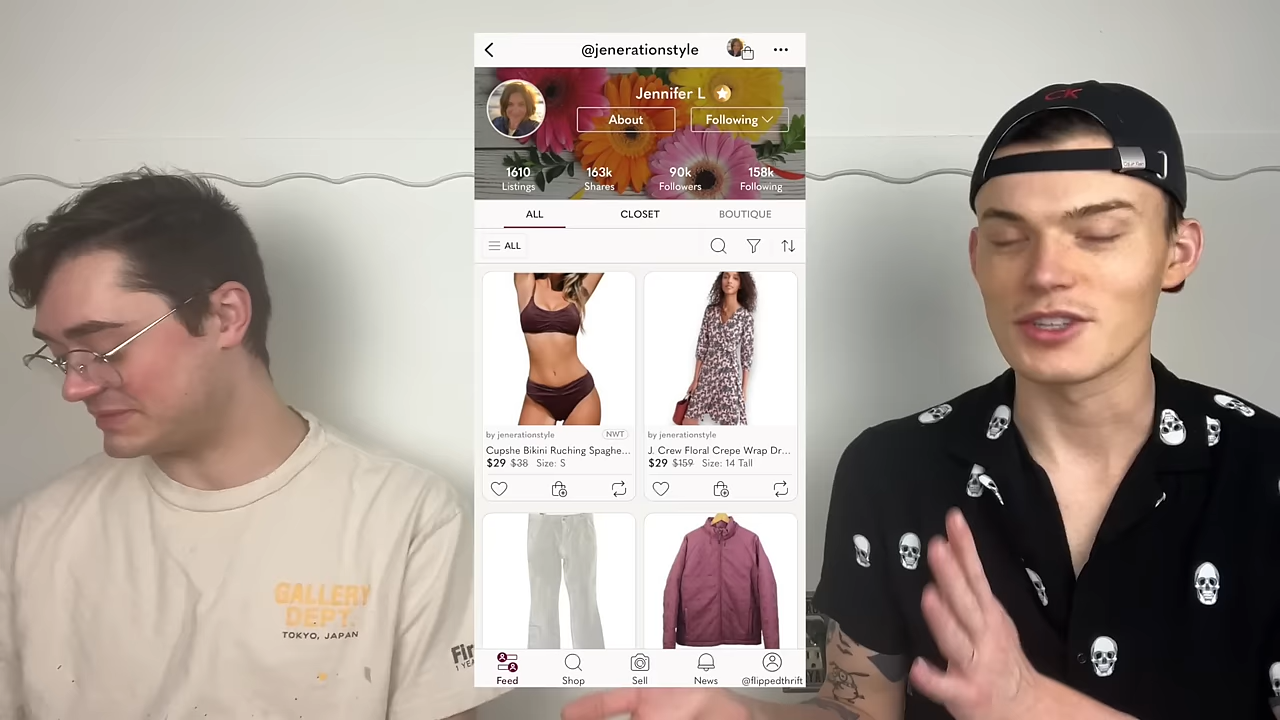 @jenerationstyle
Jennifer L
About
Following
1610
Listings
163k
Shares
90k
Followers
158k
Following
ALL
CLOSET
BOUTIQUE
ALL
by jenerationstyle
NWT
Cupshe Bikini Ruching Spaghe...
$29 $38 Size: S
by jenerationstyle
J. Crew Floral Crepe Wrap Dr...
$29 $159 Size: 14 Tall
Feed
Shop
Sell
News
@flippedthrift
CK
GALLERY
DEPT.
TOKYO, JAPAN